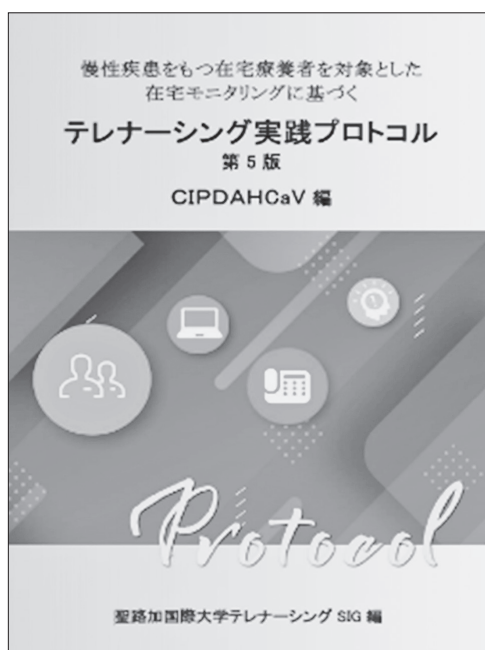 慢性疾患をもつ在宅療養者を対象とした
在宅モニタリングに基づく
テレナーシング実践プロトコル
第 5 版
CIPDAHCaV 編
Protocol
聖路加国際大学テレナーシング SIG 編